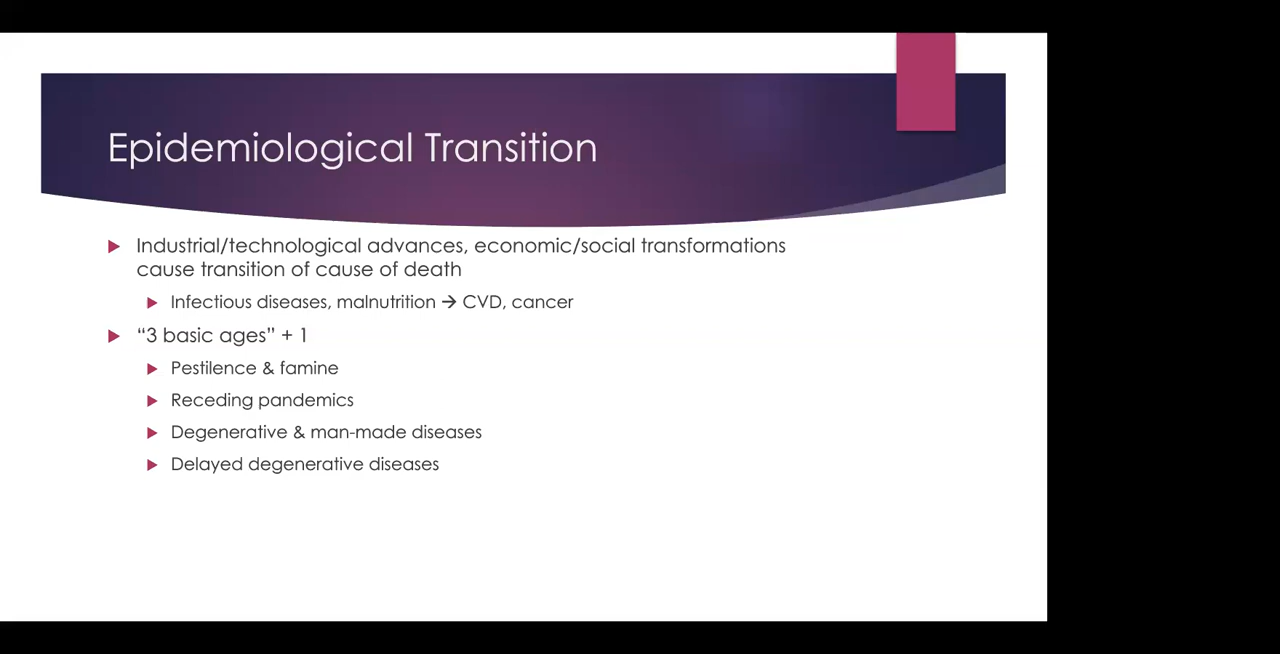 Epidemiological Transition
Industrial/technological advances, economic/social transformations
cause transition of cause of death
Infectious diseases, malnutrition → CVD, cancer
“3 basic ages” + 1
Pestilence & famine
Receding pandemics
Degenerative & man-made diseases
Delayed degenerative diseases